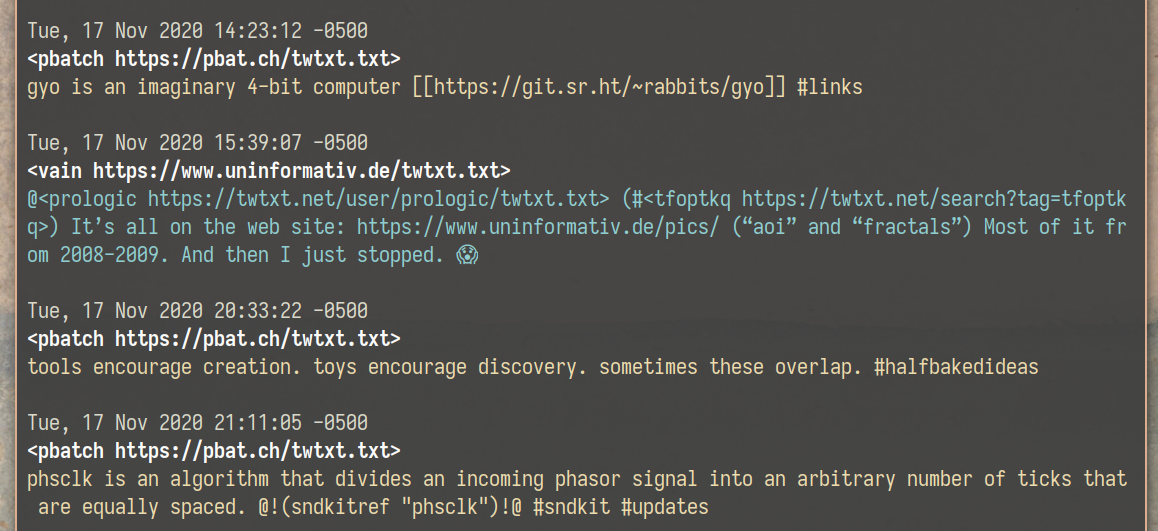 Tue, 17 Nov 2020 14:23:12 -0500
<pbatch https://pbat.ch/twtxt.txt>
gyo is an imaginary 4-bit computer [[https://git.sr.ht/~rabbits/gyo]] #links
Tue, 17 Nov 2020 15:39:07 -0500
<vain https://www.uninformativ.de/twtxt.txt>
@<prologic https://twtxt.net/user/prologic/twtxt.txt> (#<tfoptkq https://twtxt.net/search?tag=tfoptk
q>) It’s all on the web site: https://www.uninformativ.de/pics/ (“aoi” and “fractals”) Most of it fr
om 2008-2009. And then I just stopped. 😱
Tue, 17 Nov 2020 20:33:22 -0500
<pbatch https://pbat.ch/twtxt.txt>
tools encourage creation. toys encourage discovery. sometimes these overlap. #halfbakedideas
Tue, 17 Nov 2020 21:11:05 -0500
<pbatch https://pbat.ch/twtxt.txt>
phsclk is an algorithm that divides an incoming phasor signal into an arbitrary number of ticks that
are equally spaced. @!(sndkitref "phsclk")!@ #sndkit #updates